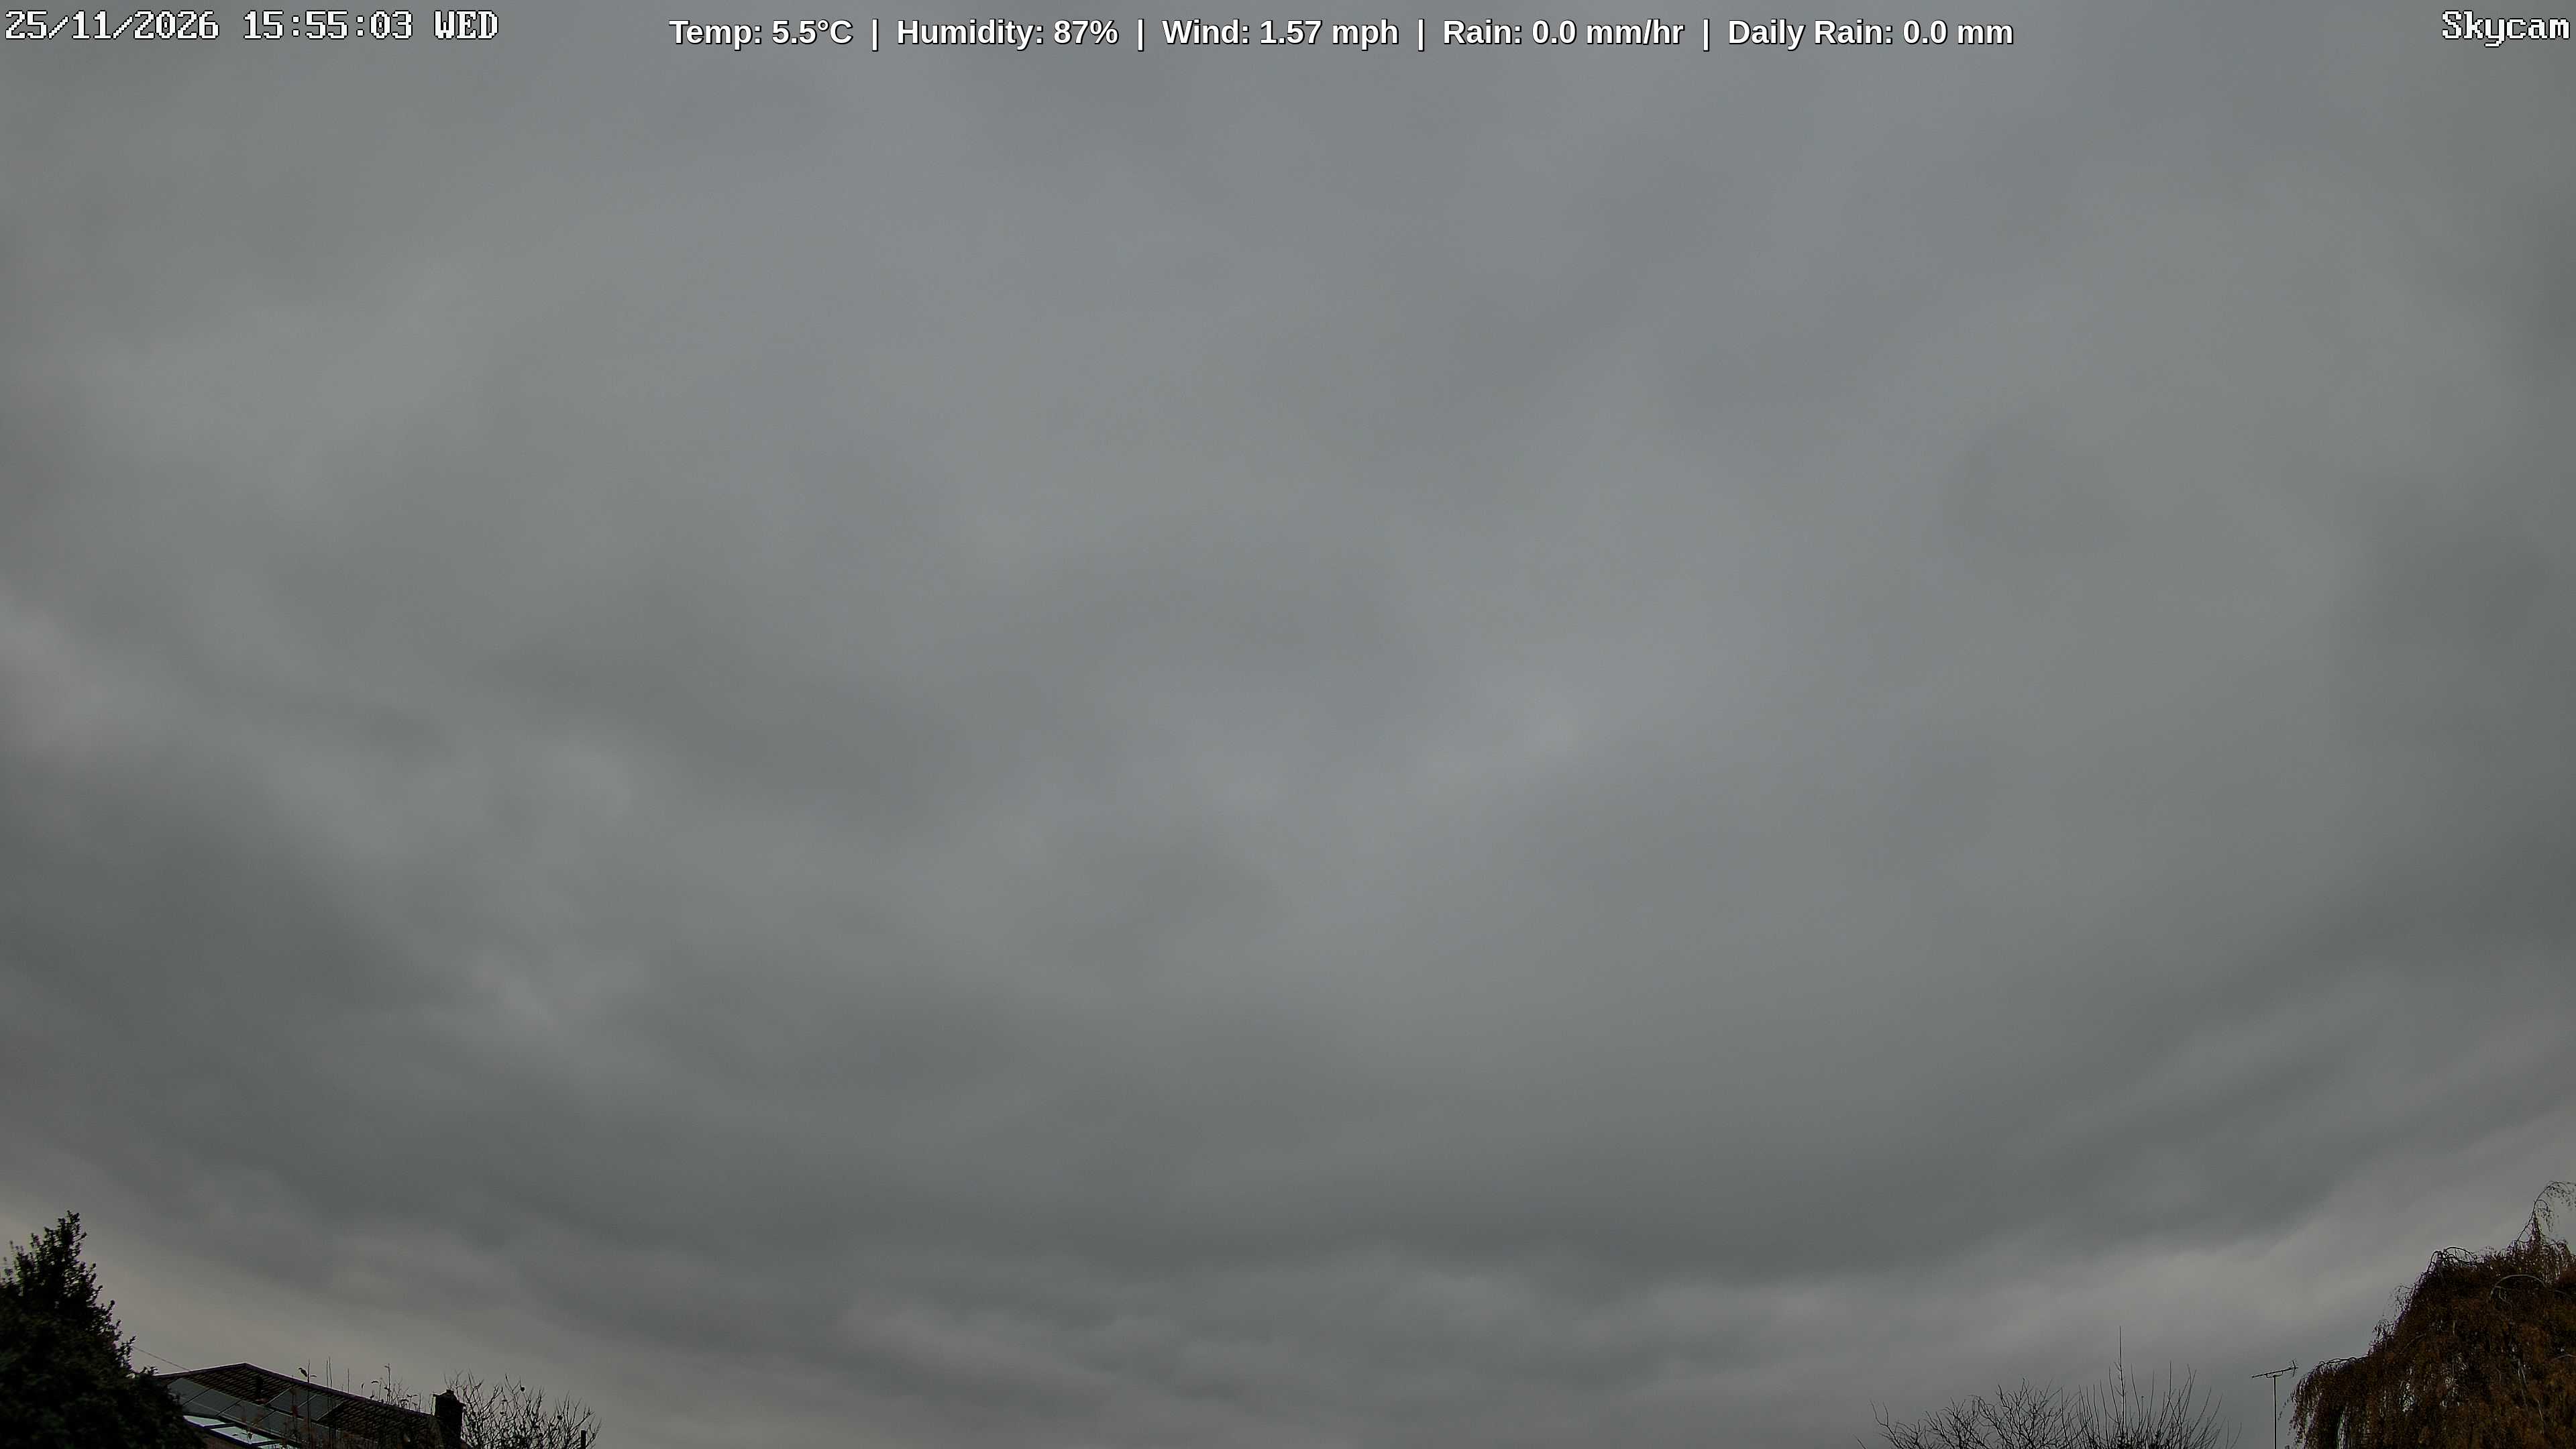 25/11/2026 15:55:03 WED
Temp: 5.5°C | Humidity: 87% | Wind: 1.57 mph | Rain: 0.0 mm/hr | Daily Rain: 0.0 mm
Skycam